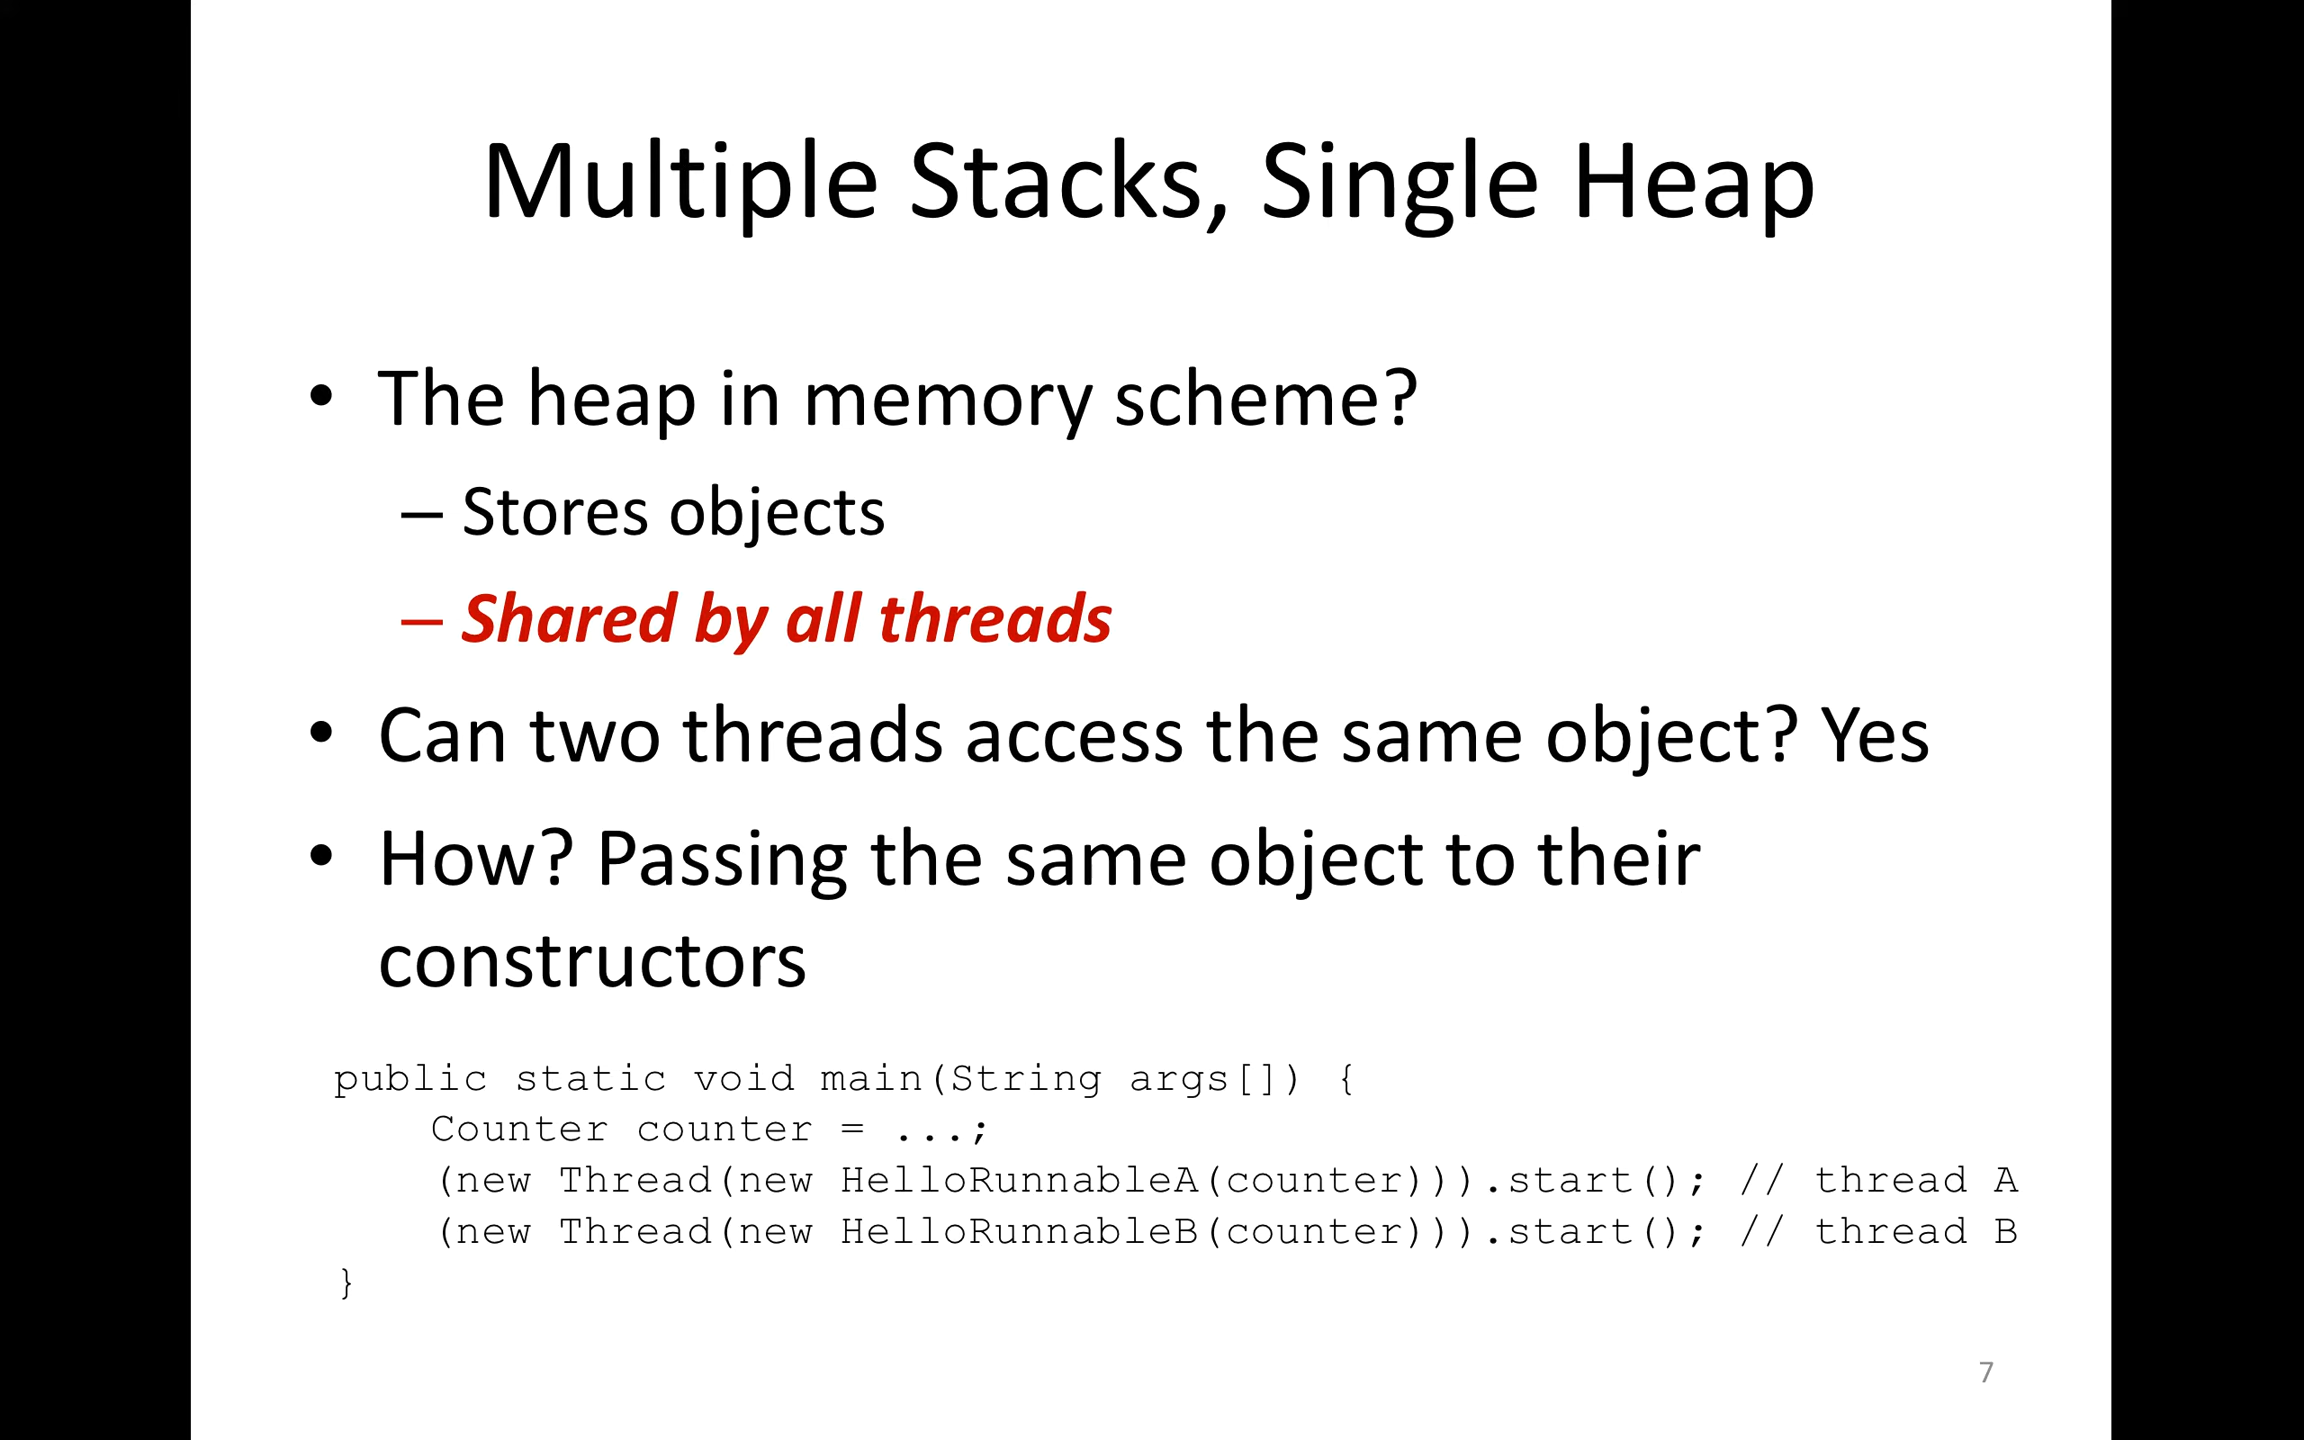 Multiple Stacks, Single Heap
• The heap in memory scheme?
– Stores objects
– Shared by all threads
• Can two threads access the same object? Yes
• How? Passing the same object to their
constructors
public static void main(String args[]) {
    Counter counter = ...;
    (new Thread(new HelloRunnableA(counter))).start(); // thread A
    (new Thread(new HelloRunnableB(counter))).start(); // thread B
}
7